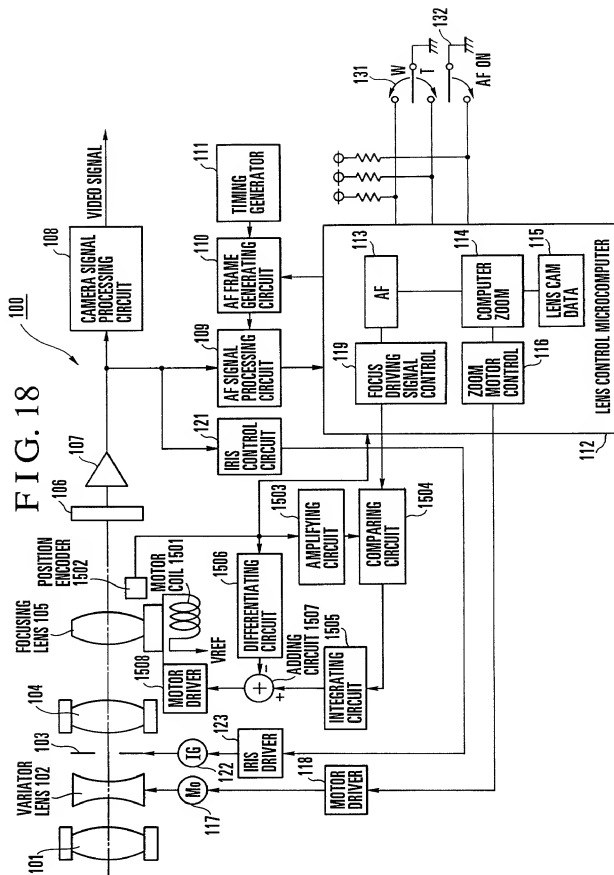 FIG. 18
100
101
VARIATOR
LENS 102
103
104
FOCUSING LENS 105
POSITION
ENCODER
1502
106
107
108
CAMERA SIGNAL
PROCESSING
CIRCUIT
VIDEO SIGNAL
MOTOR
COIL 1501
VREF
1508
MOTOR
DRIVER
1506
DIFFERENTIATING
CIRCUIT
121
IRIS
CONTROL
CIRCUIT
109
AF SIGNAL
PROCESSING
CIRCUIT
110
AF FRAME
GENERATING
CIRCUIT
111
TIMING
GENERATOR
Mo
117
IG
122
123
IRIS
DRIVER
118
MOTOR
DRIVER
+
−
+
ADDING
CIRCUIT 1507
1505
INTEGRATING
CIRCUIT
1503
AMPLIFYING
CIRCUIT
1504
COMPARING
CIRCUIT
119
FOCUS
DRIVING
SIGNAL
CONTROL
113
AF
114
COMPUTER
ZOOM
115
LENS CAM
DATA
116
ZOOM
MOTOR
CONTROL
112
LENS CONTROL MICROCOMPUTER
131
W
T
132
AF ON